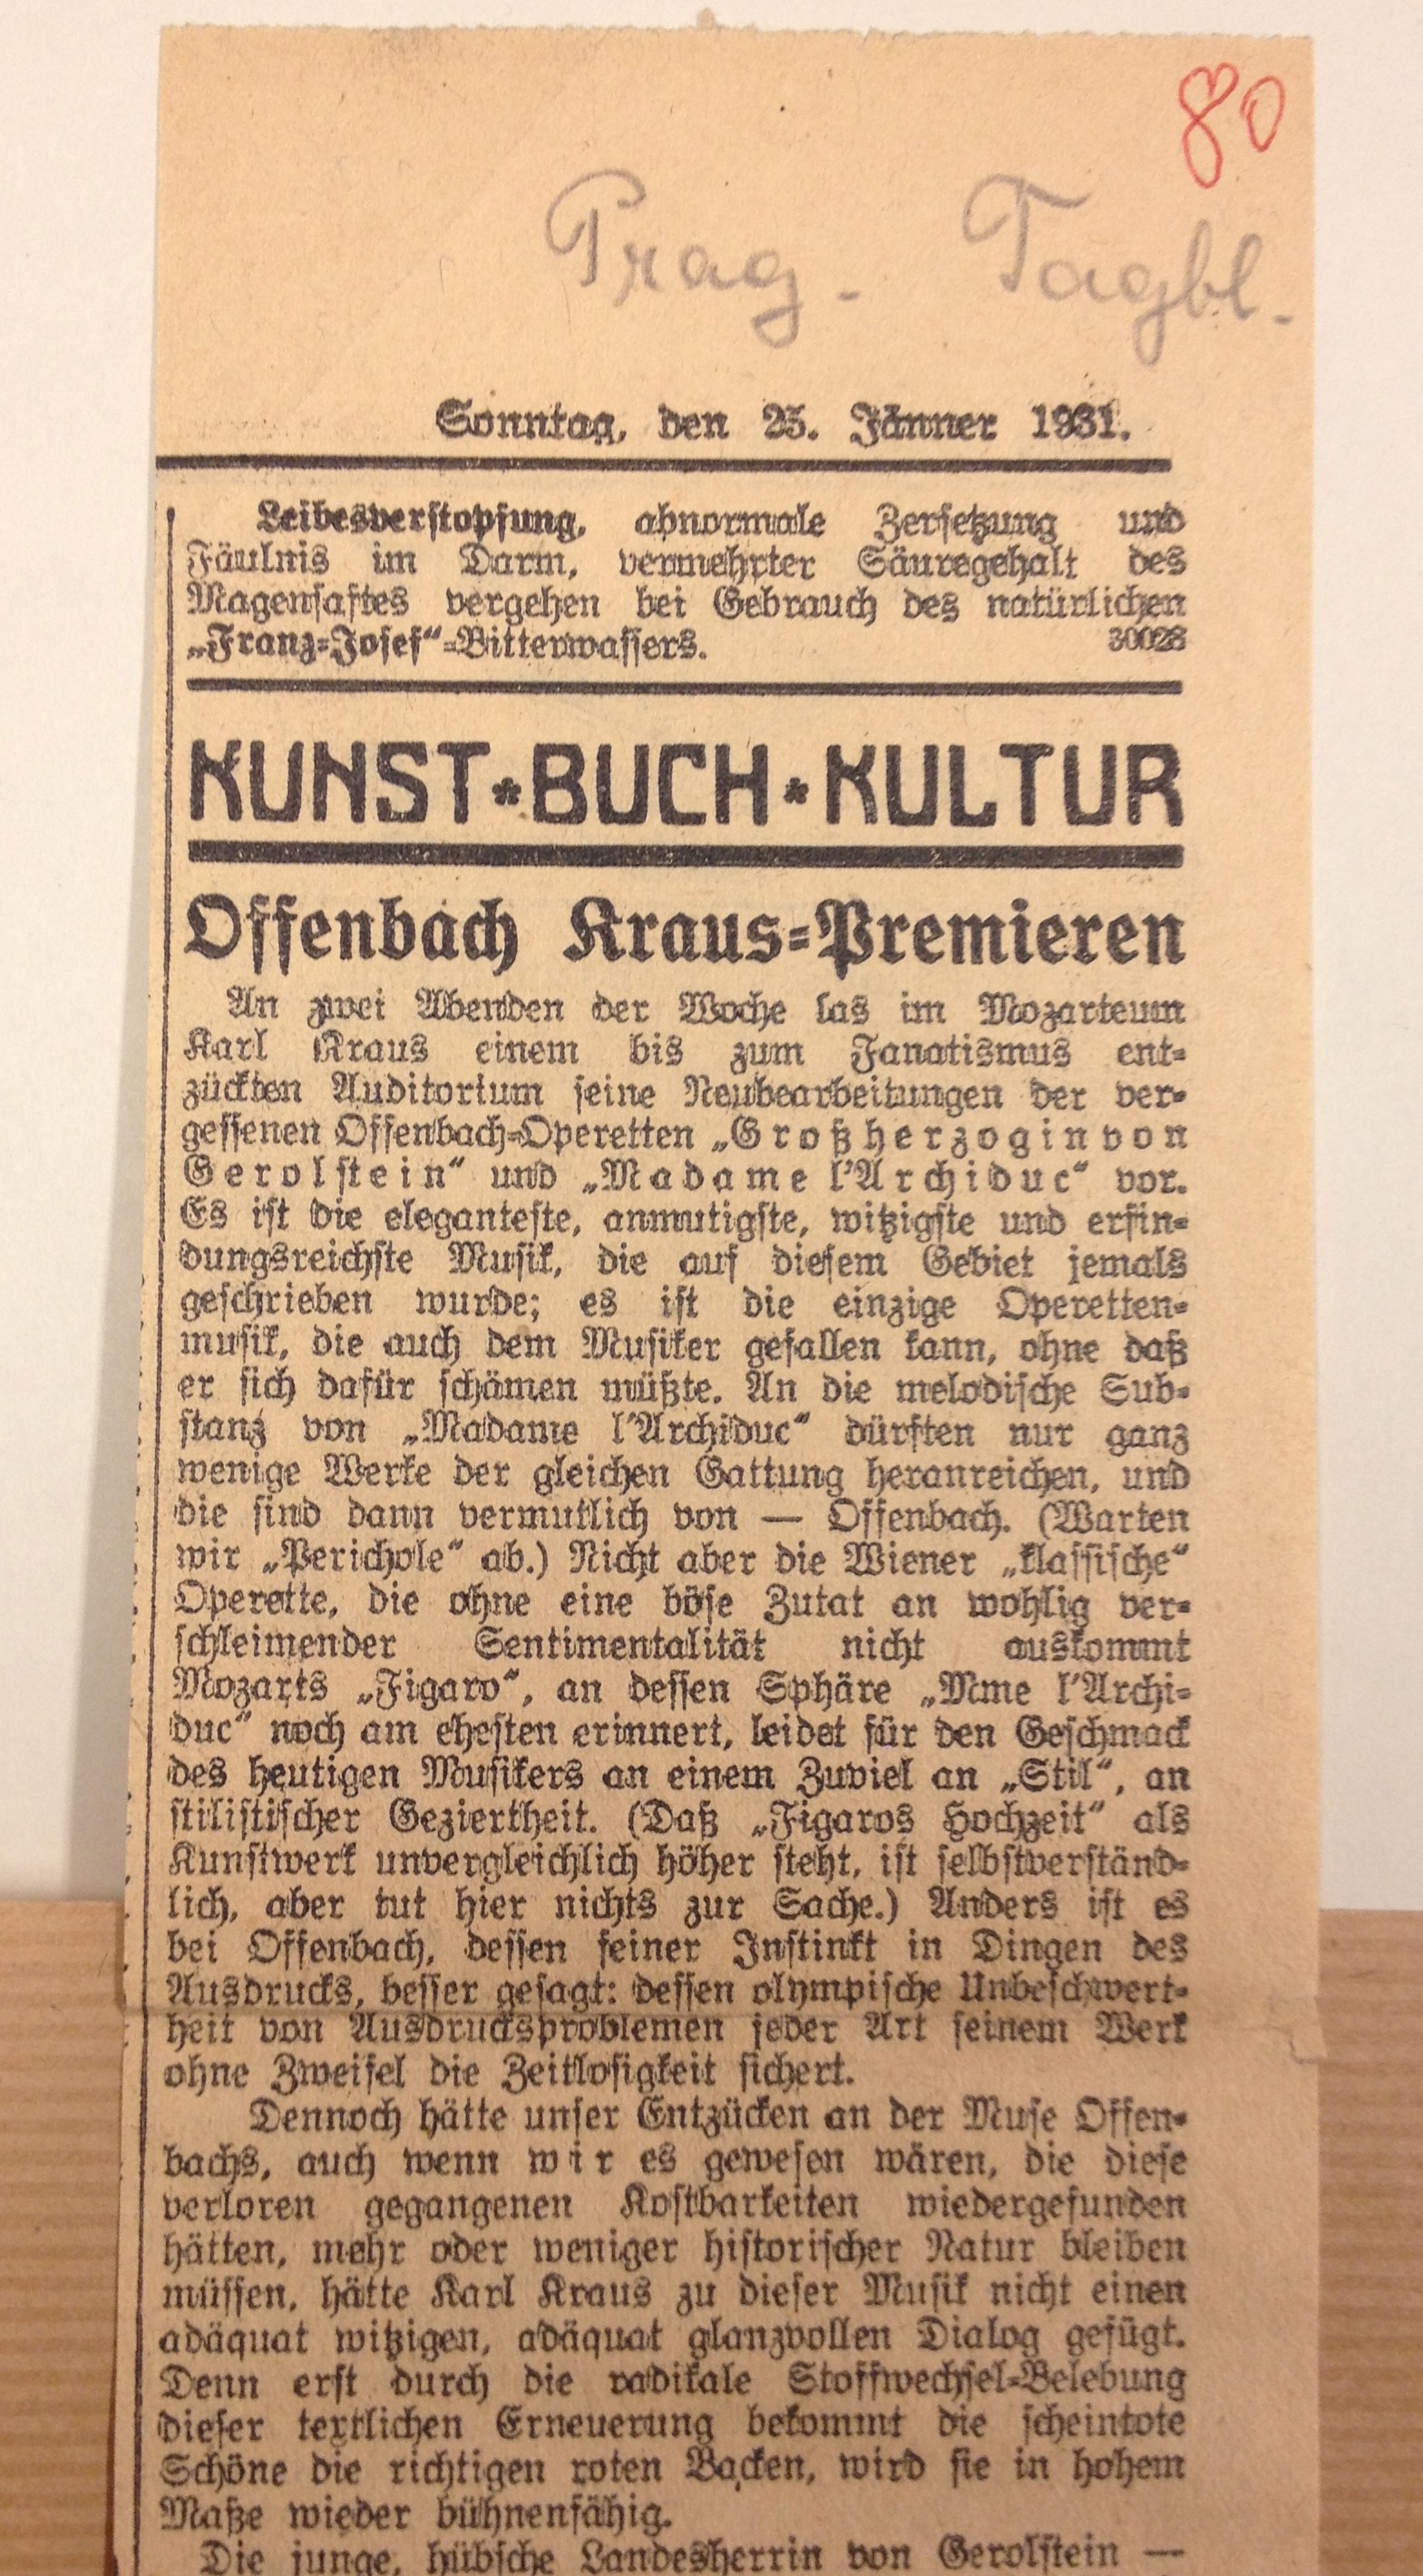 80
Prag. Tagbl.
Sonntag, den 25. Jänner 1931.
Leibesverstopfung, abnormale Zersetzung und
Fäulnis im Darm, vermehrter Säuregehalt des
Magensaftes vergehen bei Gebrauch des natürlichen
„Franz=Josef“=Bitterwassers. 30028
KUNST * BUCH * KULTUR
Offenbach Kraus=Premieren
An zwei Abenden der Woche las im Mozarteum
Karl Kraus einem bis zum Fanatismus ent=
zückten Auditorium seine Neubearbeitungen der ver=
gessenen Offenbach=Operetten „Großherzogin von
Gerolstein“ und „Madame l'Archiduc“ vor.
Es ist die eleganteste, anmutigste, witzigste und erfin=
dungsreichste Musik, die auf diesem Gebiet jemals
geschrieben wurde; es ist die einzige Operetten=
musik, die auch dem Musiker gefallen kann, ohne daß
er sich dafür schämen müßte. An die melodische Sub=
stanz von „Madame l'Archiduc“ dürften nur ganz
wenige Werke der gleichen Gattung heranreichen, und
die sind dann vermutlich von — Offenbach. (Warten
wir „Perichole“ ab.) Nicht aber die Wiener „klassische“
Operette, die ohne eine böse Zutat an wohlig ver=
schleimender Sentimentalität nicht auskommt
Mozarts „Figaro“, an dessen Sphäre „Mme l'Archi=
duc“ noch am ehesten erinnert, leidet für den Geschmack
des heutigen Musikers an einem Zuviel an „Stil“, an
stilistischer Geziertheit. (Daß „Figaros Hochzeit“ als
Kunstwerk unvergleichlich höher steht, ist selbstverständ=
lich, aber tut hier nichts zur Sache.) Anders ist es
bei Offenbach, dessen feiner Instinkt in Dingen des
Ausdrucks, besser gesagt: dessen olympische Unbeschwert=
heit von Ausdrucksproblemen jeder Art seinem Werk
ohne Zweifel die Zeitlosigkeit sichert.
Dennoch hätte unser Entzücken an der Muse Offen=
bachs, auch wenn wir es gewesen wären, die diese
verloren gegangenen Kostbarkeiten wiedergefunden
hätten, mehr oder weniger historischer Natur bleiben
müssen, hätte Karl Kraus zu dieser Musik nicht einen
adäquat witzigen, adäquat glanzvollen Dialog gefügt.
Denn erst durch die radikale Stoffwechsel=Belebung
dieser textlichen Erneuerung bekommt die scheintote
Schöne die richtigen roten Backen, wird sie in hohem
Maße wieder bühnenfähig.
Die junge, hübsche Landesherrin von Gerolstein —